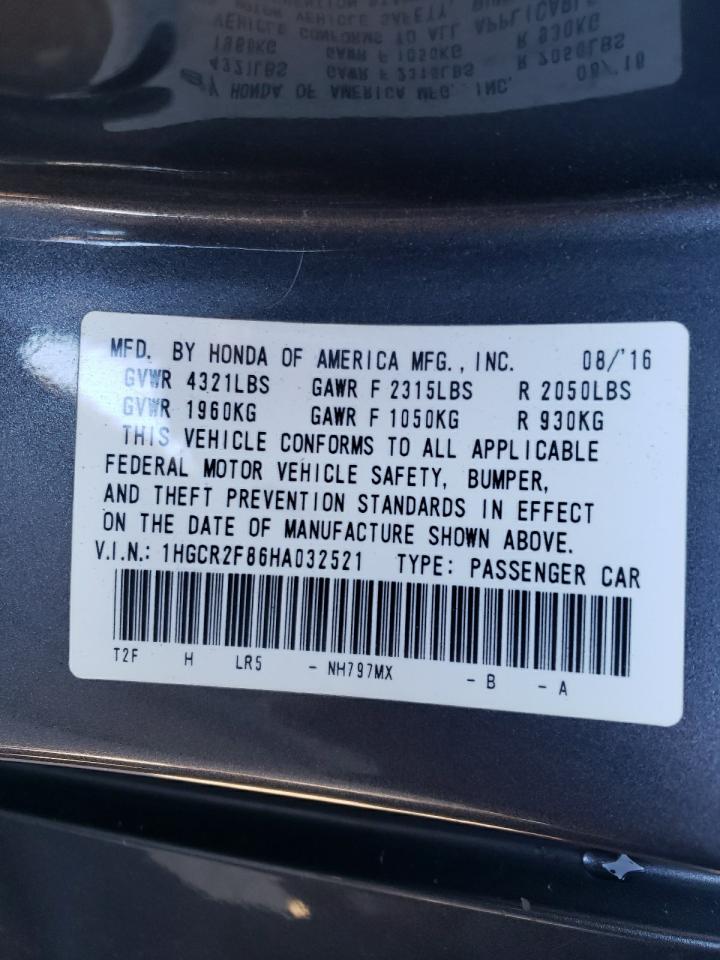 MFD. BY HONDA OF AMERICA MFG., INC. 08/'16
GVWR 4321LBS GAWR F 2315LBS R 2050LBS
GVWR 1960KG GAWR F 1050KG R 930KG
THIS VEHICLE CONFORMS TO ALL APPLICABLE
FEDERAL MOTOR VEHICLE SAFETY, BUMPER,
AND THEFT PREVENTION STANDARDS IN EFFECT
ON THE DATE OF MANUFACTURE SHOWN ABOVE.
V.I.N.: 1HGCR2F86HA032521 TYPE: PASSENGER CAR
T2F H LR5 - NH797MX - B - A